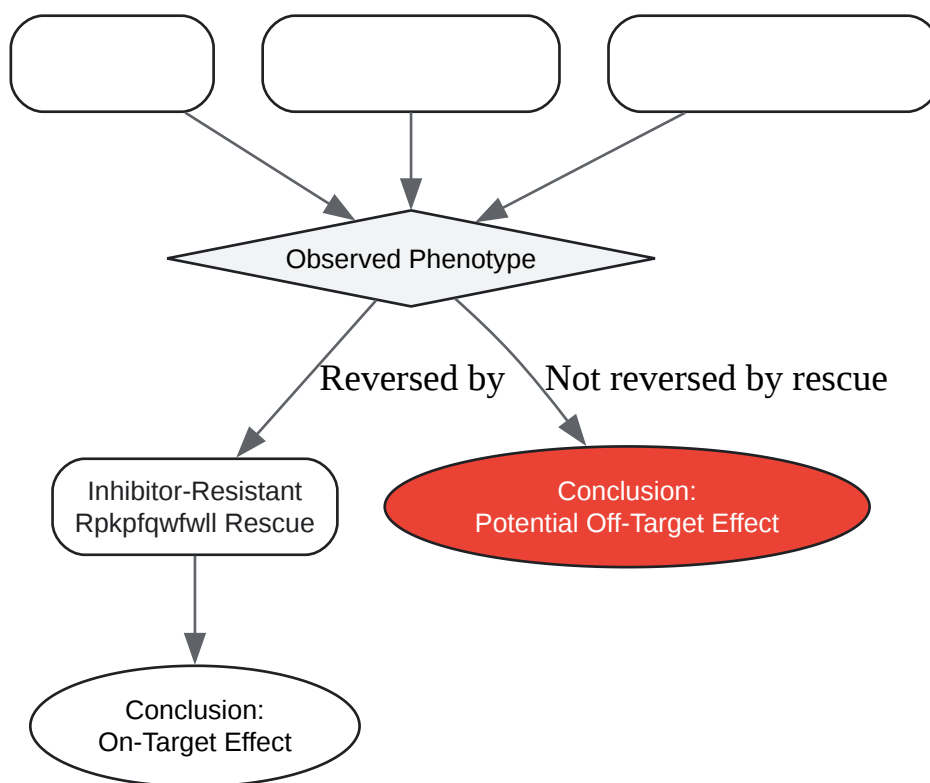 Observed Phenotype
Reversed by
Not reversed by rescue
Inhibitor-Resistant
Rpkpfqwfwll Rescue
Conclusion:
Potential Off-Target Effect
Conclusion:
On-Target Effect